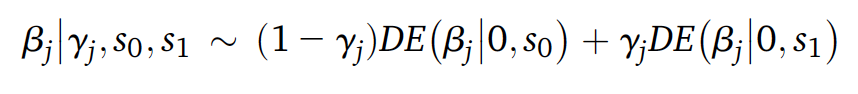 βj|γj, s0, s1 ~ (1 − γj)DE(βj|0, s0) + γjDE(βj|0, s1)